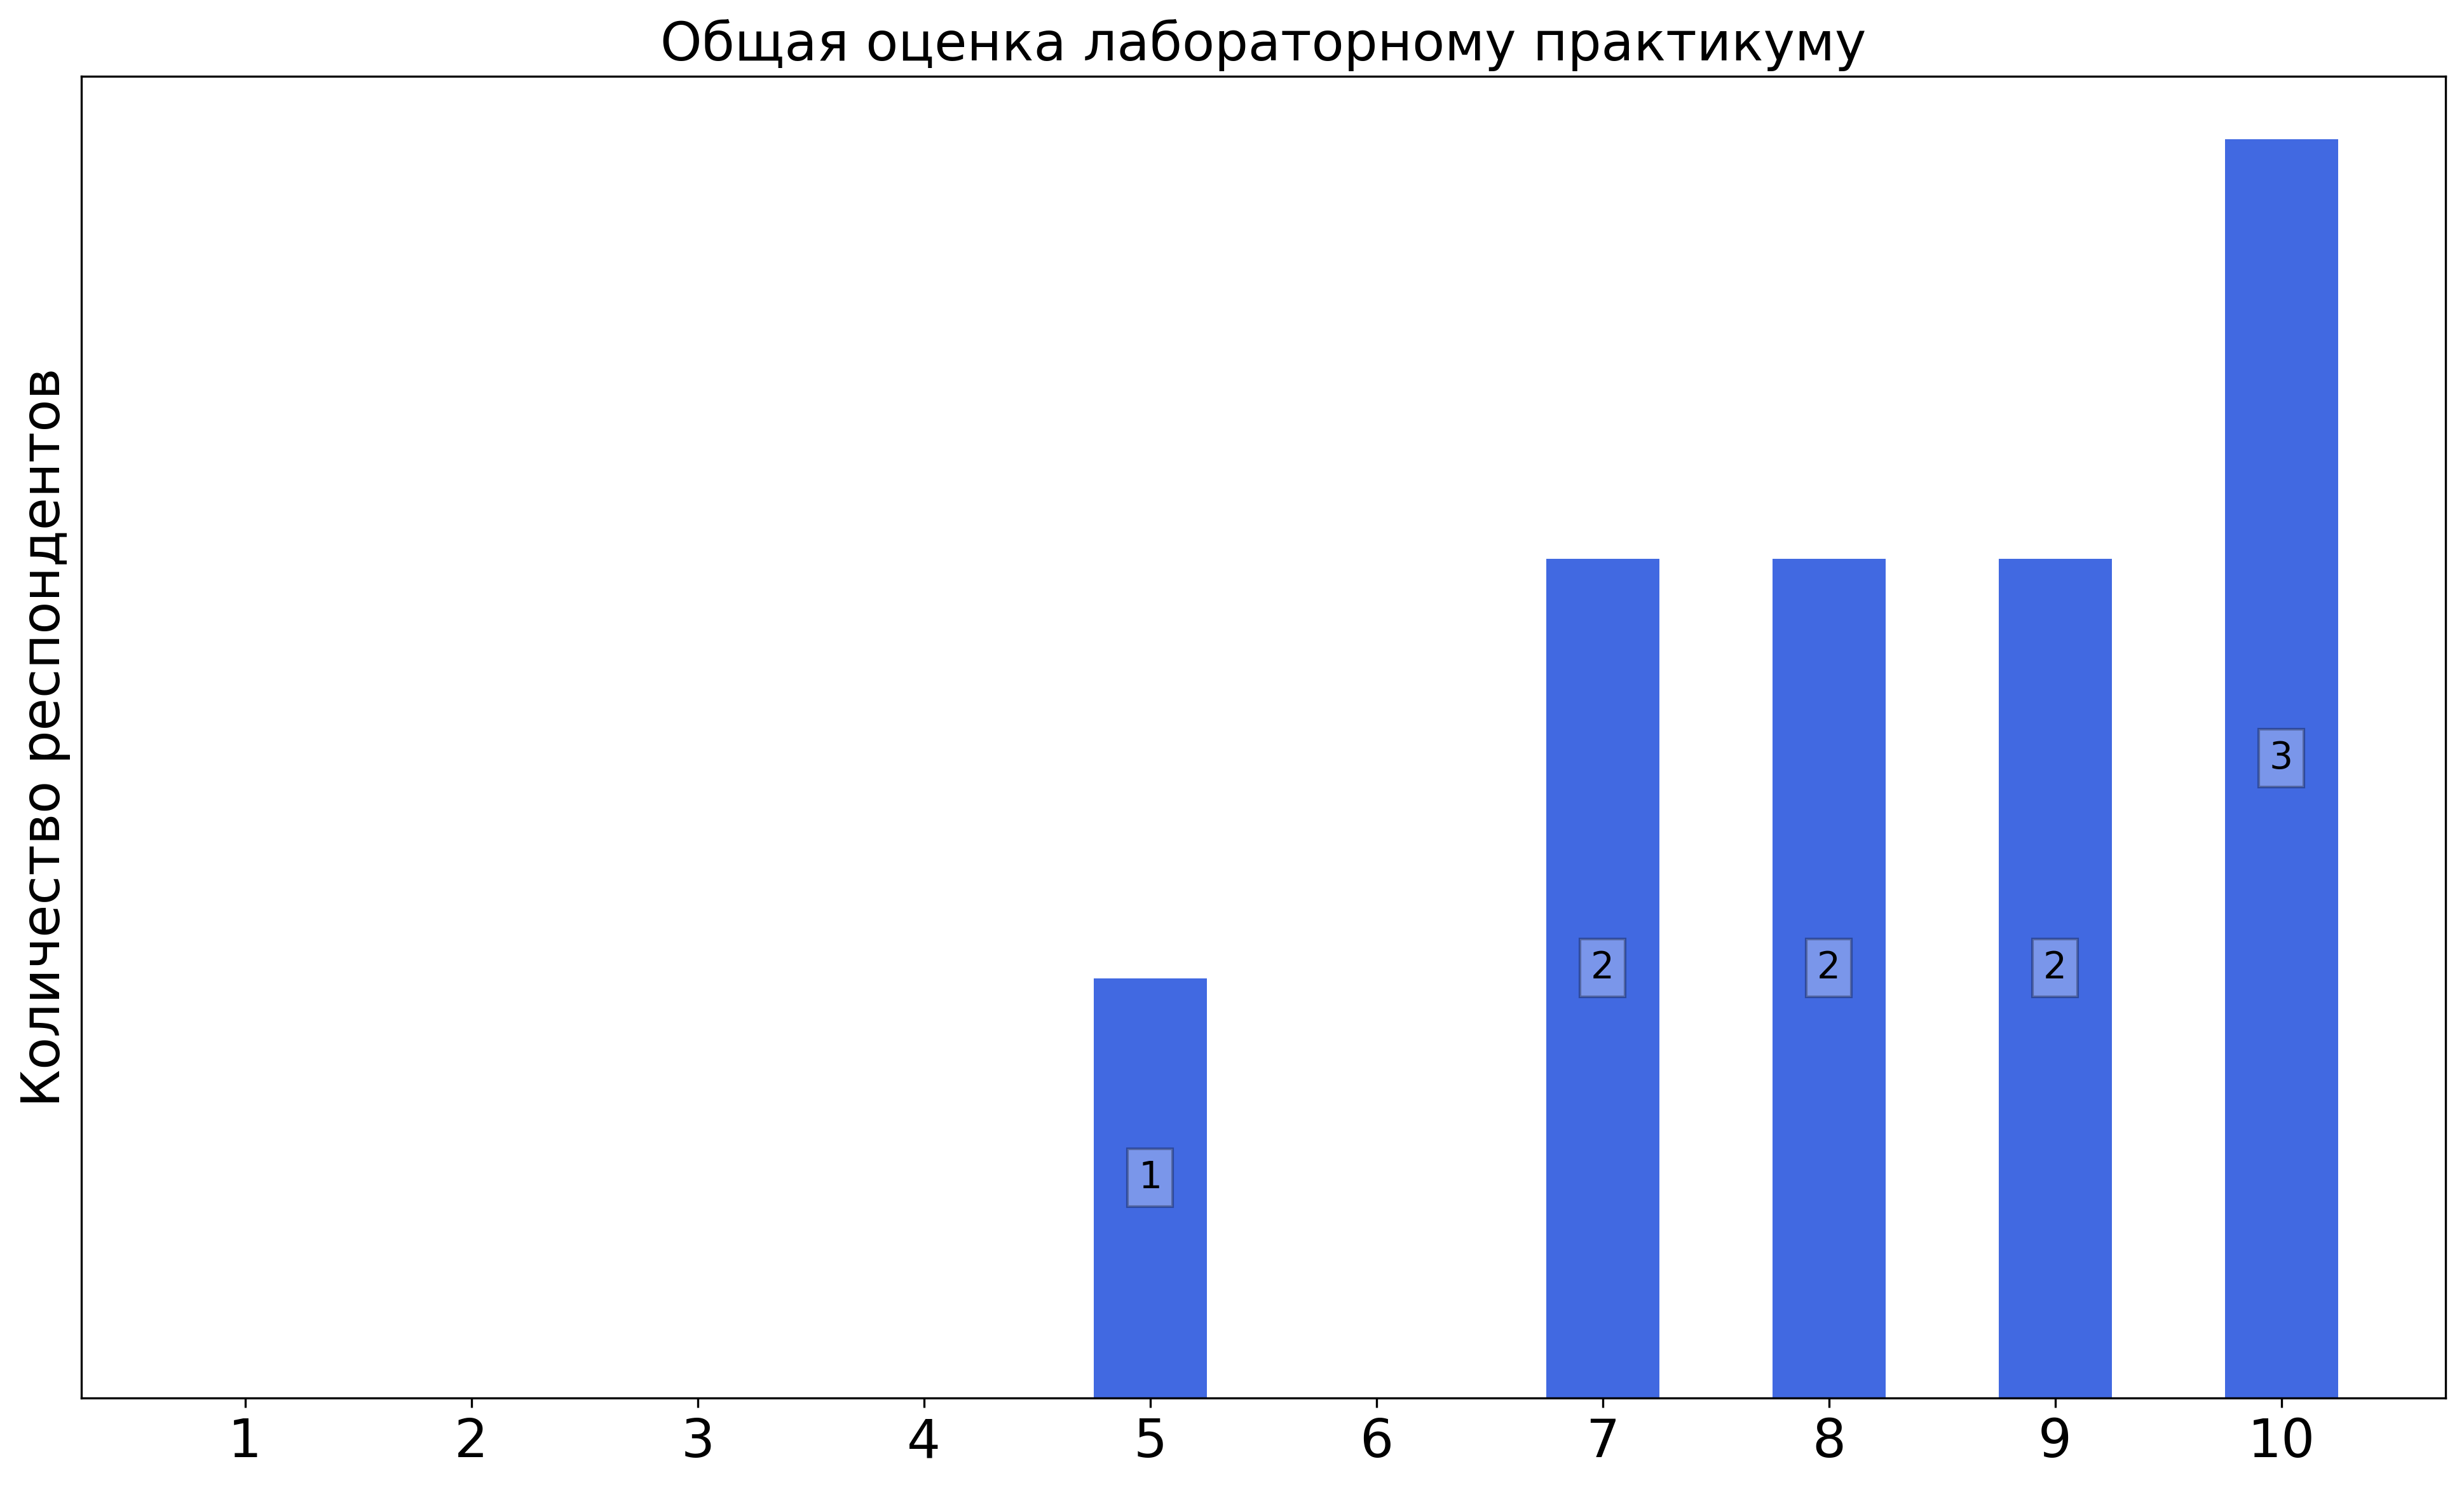 Общая оценка лабораторному практикуму
Количество респондентов
3
2 2 2
1
1 2 3 4 5 6 7 8 9 10